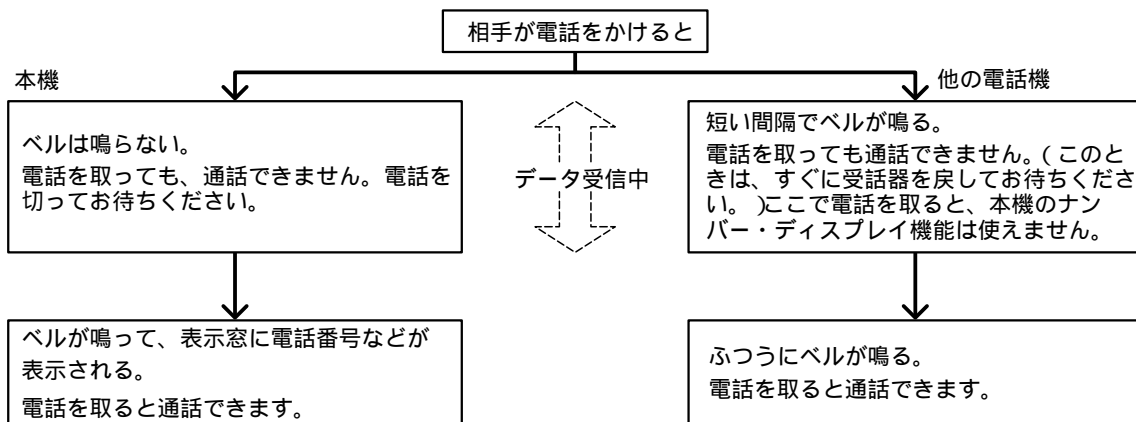 相手が電話をかけると
本機
他の電話機
ベルは鳴らない。
電話を取っても、通話できません。電話を
切ってお待ちください。
データ受信中
短い間隔でベルが鳴る。
電話を取っても通話できません。(このと
きは、すぐに受話器を戻してお待ちくださ
い。)ここで電話を取ると、本機のナン
バー・ディスプレイ機能は使えません。
ベルが鳴って、表示窓に電話番号などが
表示される。
電話を取ると通話できます。
ふつうにベルが鳴る。
電話を取ると通話できます。